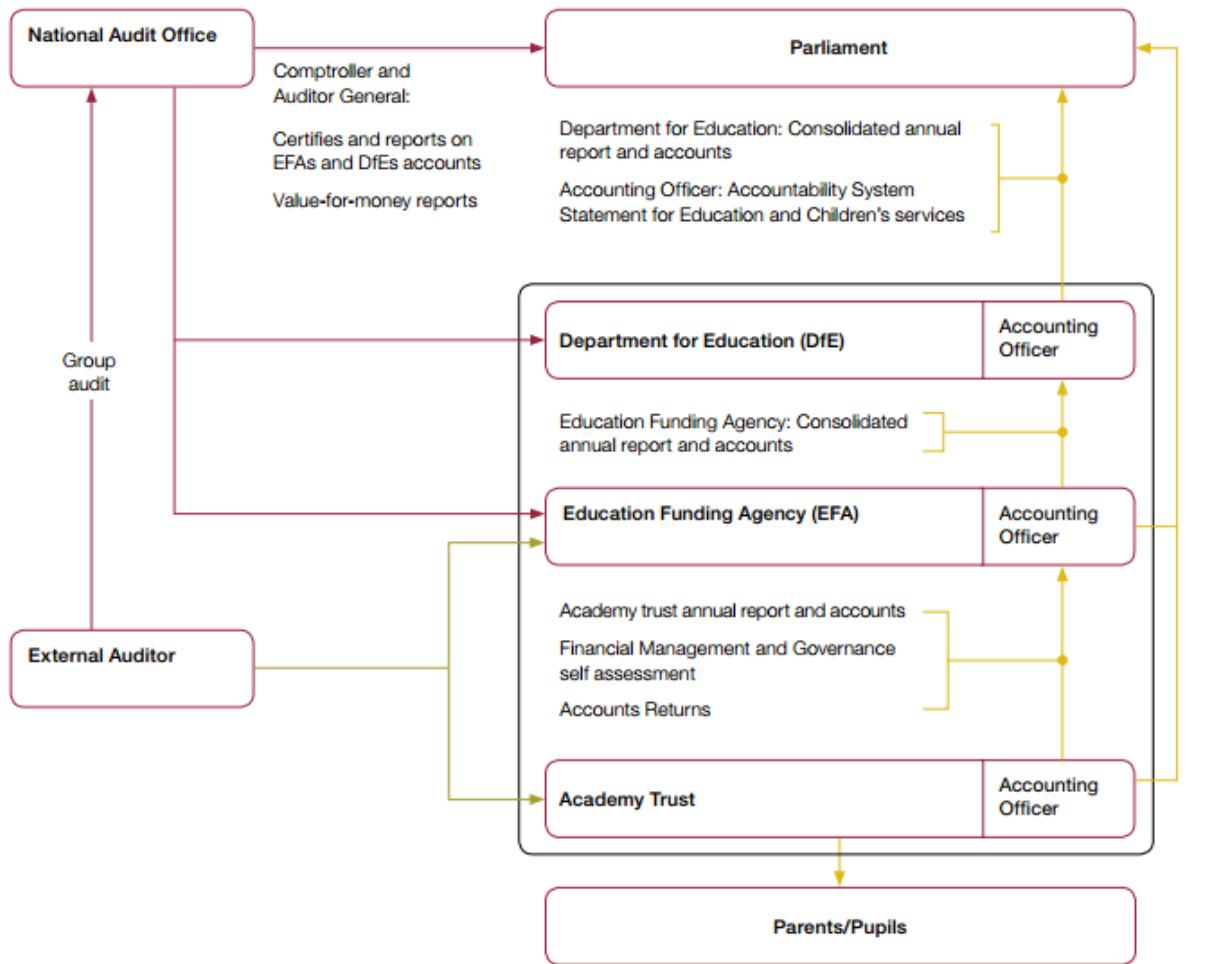 National Audit Office
Parliament
Comptroller and
Auditor General:
Certifies and reports on
EFAs and DfEs accounts
Value-for-money reports
Department for Education: Consolidated annual
report and accounts
Accounting Officer: Accountability System
Statement for Education and Children's services
Group
audit
Department for Education (DfE)
Accounting
Officer
Education Funding Agency: Consolidated
annual report and accounts
Education Funding Agency (EFA)
Accounting
Officer
External Auditor
Academy trust annual report and accounts
Financial Management and Governance
self assessment
Accounts Returns
Academy Trust
Accounting
Officer
Parents/Pupils